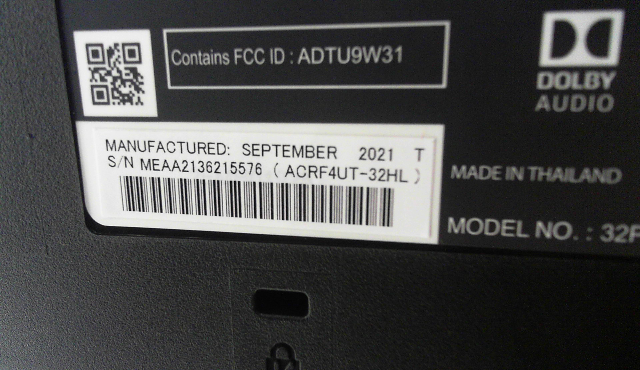 Contains FCC ID : ADTU9W31
DOLBY
AUDIO
MANUFACTURED: SEPTEMBER 2021 T
S/N MEAA2136215576 ( ACRF4UT-32HL )
MADE IN THAILAND
MODEL NO. : 32F